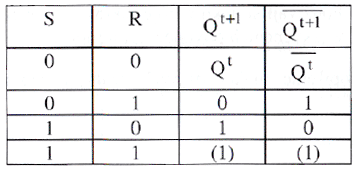 S R Q^{t+1} \overline{Q^{t+1}}
0 0 Q^{t} \overline{Q^{t}}
0 1 0 1
1 0 1 0
1 1 (1) (1)